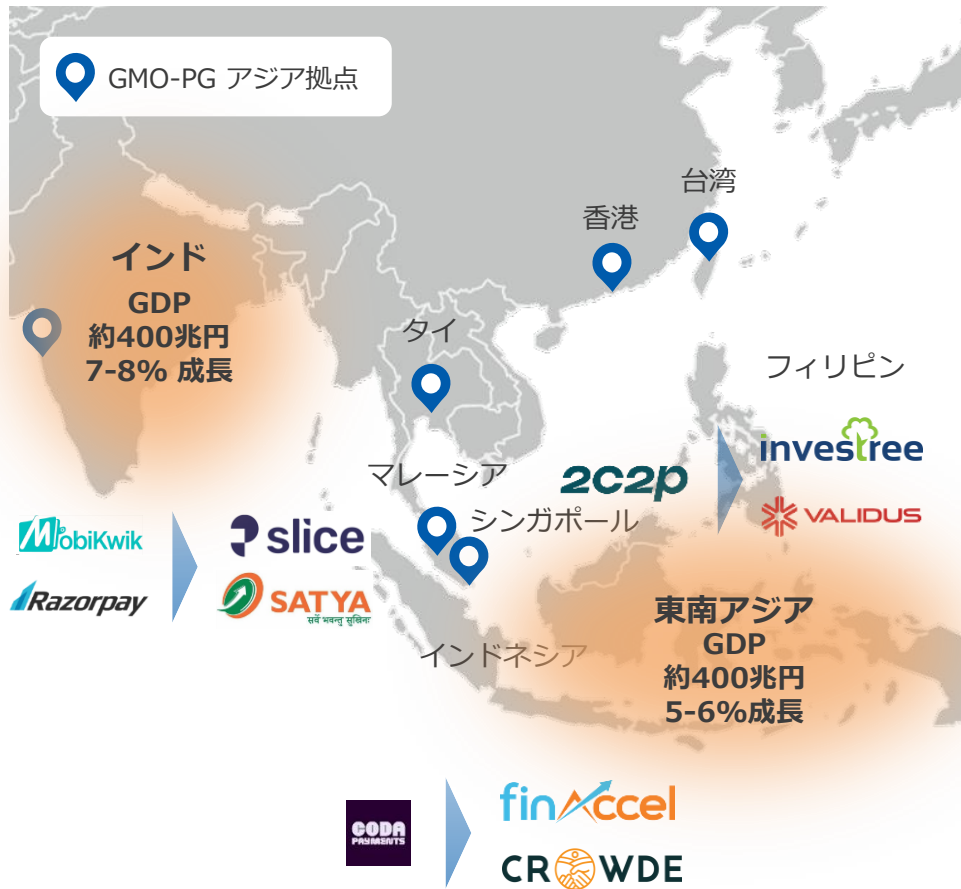 GMO-PG アジア拠点
台湾
香港
インド
GDP
約400兆円
7-8% 成長
タイ
フィリピン
investree
マレーシア
2c2p
シンガポール
VALIDUS
MobiKwik
slice
Razorpay
SATYA
सर्वे भवन्तु सुखिनः
東南アジア
GDP
約400兆円
5-6%成長
インドネシア
finAccel
CODA
PAYMENTS
CROWDE